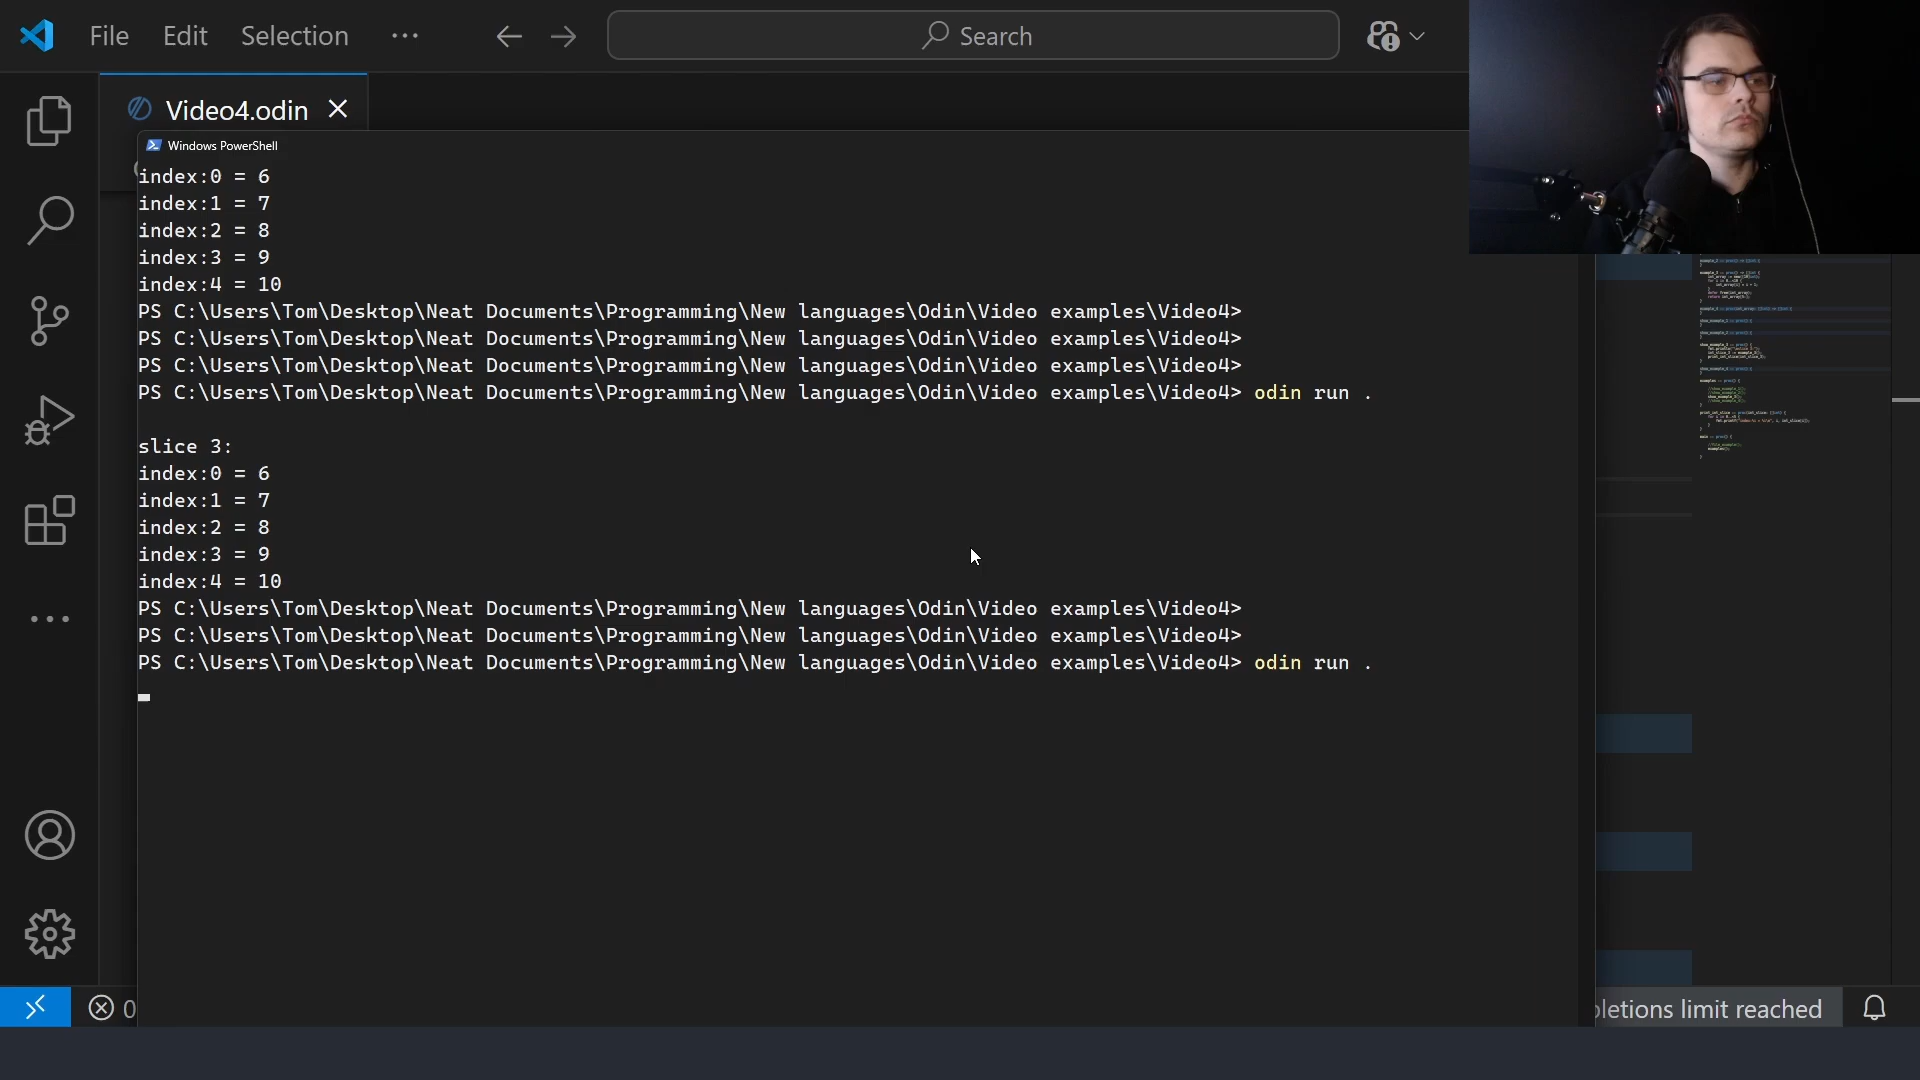 File Edit Selection ···
Search
Video4.odin
Windows PowerShell
index:0 = 6
index:1 = 7
index:2 = 8
index:3 = 9
index:4 = 10
PS C:\Users\Tom\Desktop\Neat Documents\Programming\New languages\Odin\Video examples\Video4>
PS C:\Users\Tom\Desktop\Neat Documents\Programming\New languages\Odin\Video examples\Video4>
PS C:\Users\Tom\Desktop\Neat Documents\Programming\New languages\Odin\Video examples\Video4>
PS C:\Users\Tom\Desktop\Neat Documents\Programming\New languages\Odin\Video examples\Video4> odin run .
slice 3:
index:0 = 6
index:1 = 7
index:2 = 8
index:3 = 9
index:4 = 10
PS C:\Users\Tom\Desktop\Neat Documents\Programming\New languages\Odin\Video examples\Video4>
PS C:\Users\Tom\Desktop\Neat Documents\Programming\New languages\Odin\Video examples\Video4>
PS C:\Users\Tom\Desktop\Neat Documents\Programming\New languages\Odin\Video examples\Video4> odin run .
0
letions limit reached